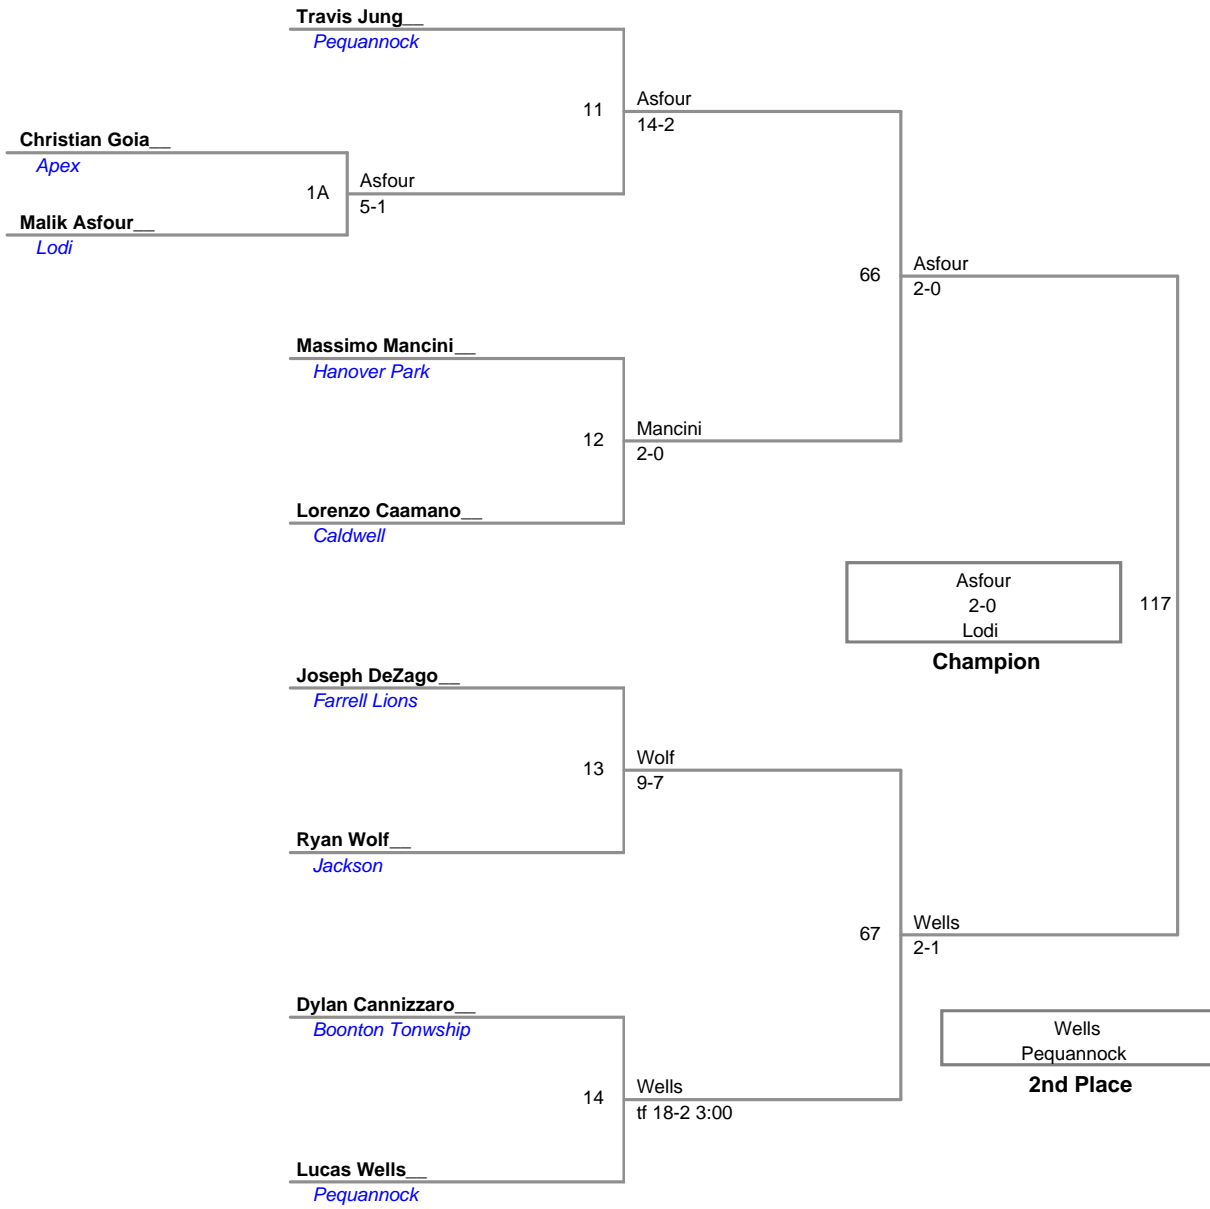 Travis Jung__
Pequannock
11
Asfour
14-2
Christian Goia__
Apex
1A
Asfour
5-1
Malik Asfour__
Lodi
66
Asfour
2-0
Massimo Mancini__
Hanover Park
12
Mancini
2-0
Lorenzo Caamano__
Caldwell
Asfour
2-0
Lodi
Champion
117
Joseph DeZago__
Farrell Lions
13
Wolf
9-7
Ryan Wolf__
Jackson
67
Wells
2-1
Dylan Cannizzaro__
Boonton Tonwship
Wells
Pequannock
2nd Place
14
Wells
tf 18-2 3:00
Lucas Wells__
Pequannock